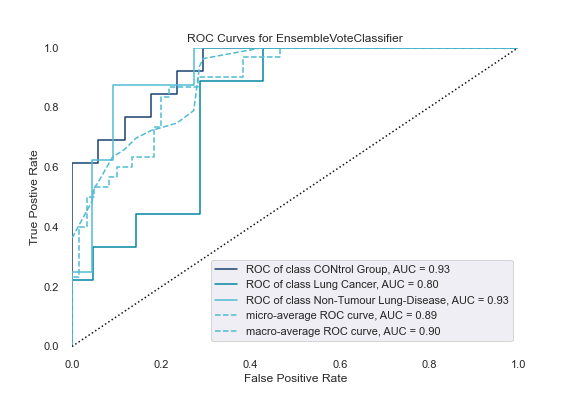 ROC Curves for EnsembleVoteClassifier
1.0
0.8
0.6
0.4
0.2
0.0
True Positive Rate
0.0 0.2 0.4 0.6 0.8 1.0
False Positive Rate
ROC of class CONtrol Group, AUC = 0.93
ROC of class Lung Cancer, AUC = 0.80
ROC of class Non-Tumour Lung-Disease, AUC = 0.93
micro-average ROC curve, AUC = 0.89
macro-average ROC curve, AUC = 0.90